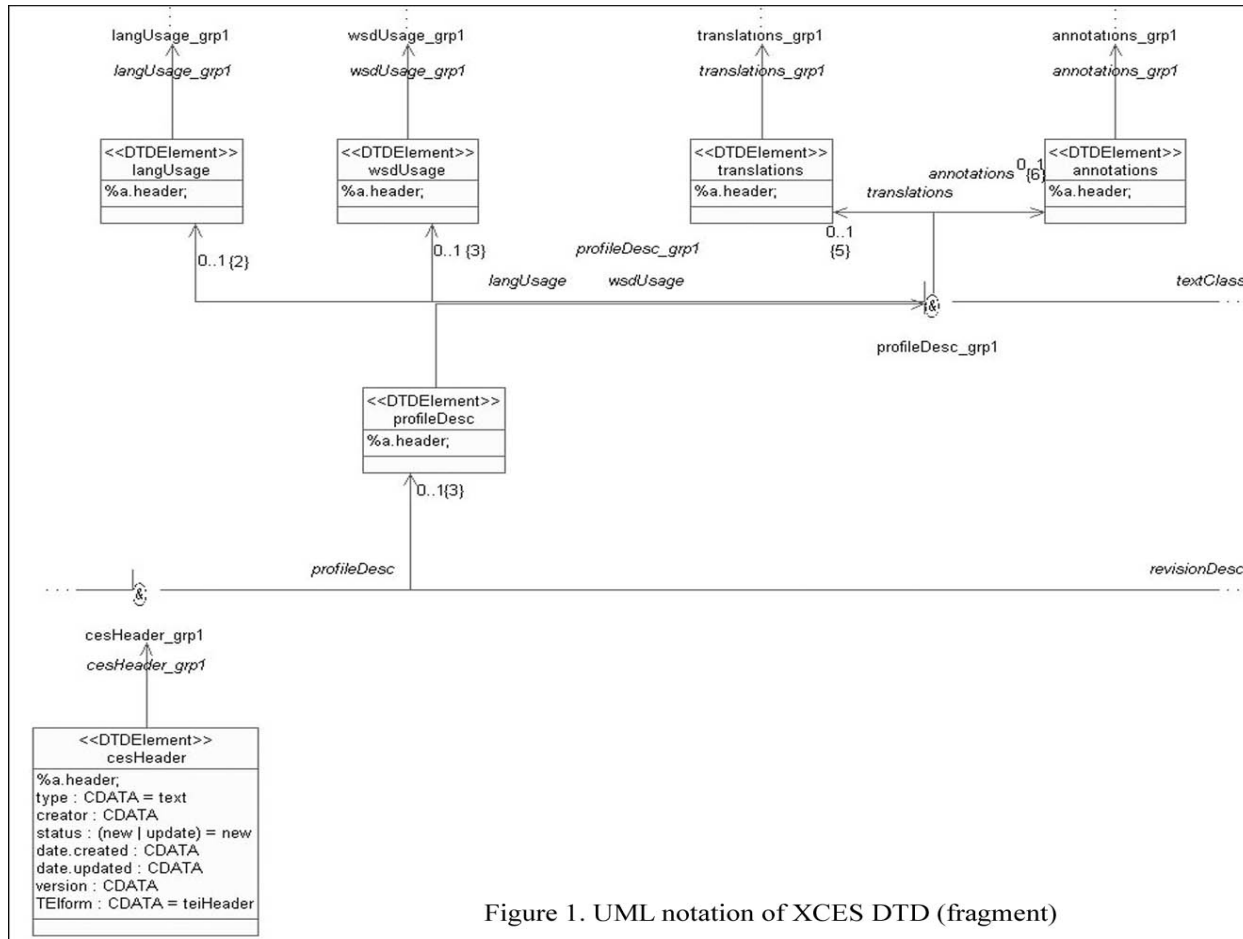 langUsage_grp1
wsdUsage_grp1
translations_grp1
annotations_grp1
langUsage_grp1
wsdUsage_grp1
translations_grp1
annotations_grp1
<<DTDElement>>
langUsage
%a.header;
<<DTDElement>>
wsdUsage
%a.header;
<<DTDElement>>
translations
%a.header;
<<DTDElement>>
annotations
%a.header;
annotations
0..1
{6}
translations
0..1 {2}
0..1 {3}
profileDesc_grp1
0..1
{5}
langUsage
wsdUsage
textClass
&
profileDesc_grp1
<<DTDElement>>
profileDesc
%a.header;
0..1{3}
profileDesc
revisionDesc
&
cesHeader_grp1
cesHeader_grp1
<<DTDElement>>
cesHeader
%a.header;
type : CDATA = text
creator : CDATA
status : (new | update) = new
date.created : CDATA
date.updated : CDATA
version : CDATA
TEIform : CDATA = teiHeader
Figure 1. UML notation of XCES DTD (fragment)